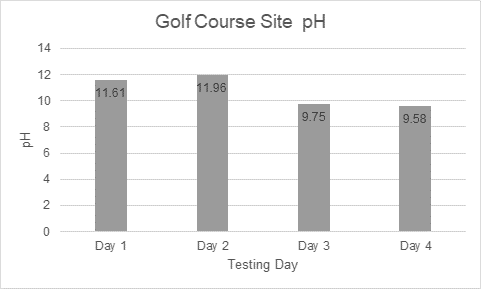 Golf Course Site pH
14
12
10
8
6
4
2
0
pH
11.61
11.96
9.75
9.58
Day 1
Day 2
Day 3
Day 4
Testing Day